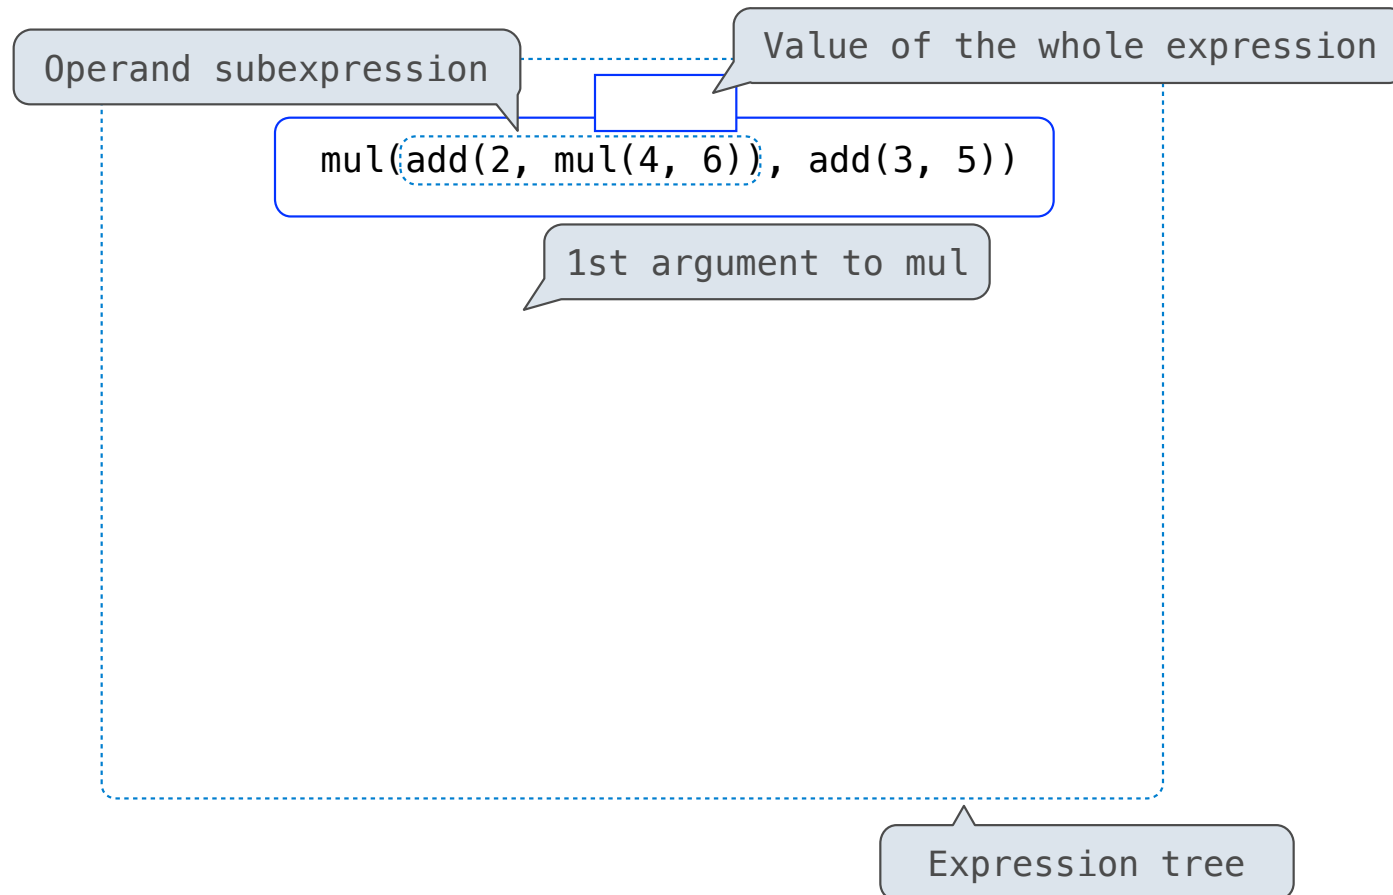 Operand subexpression
Value of the whole expression
mul(add(2, mul(4, 6)), add(3, 5))
1st argument to mul
Expression tree